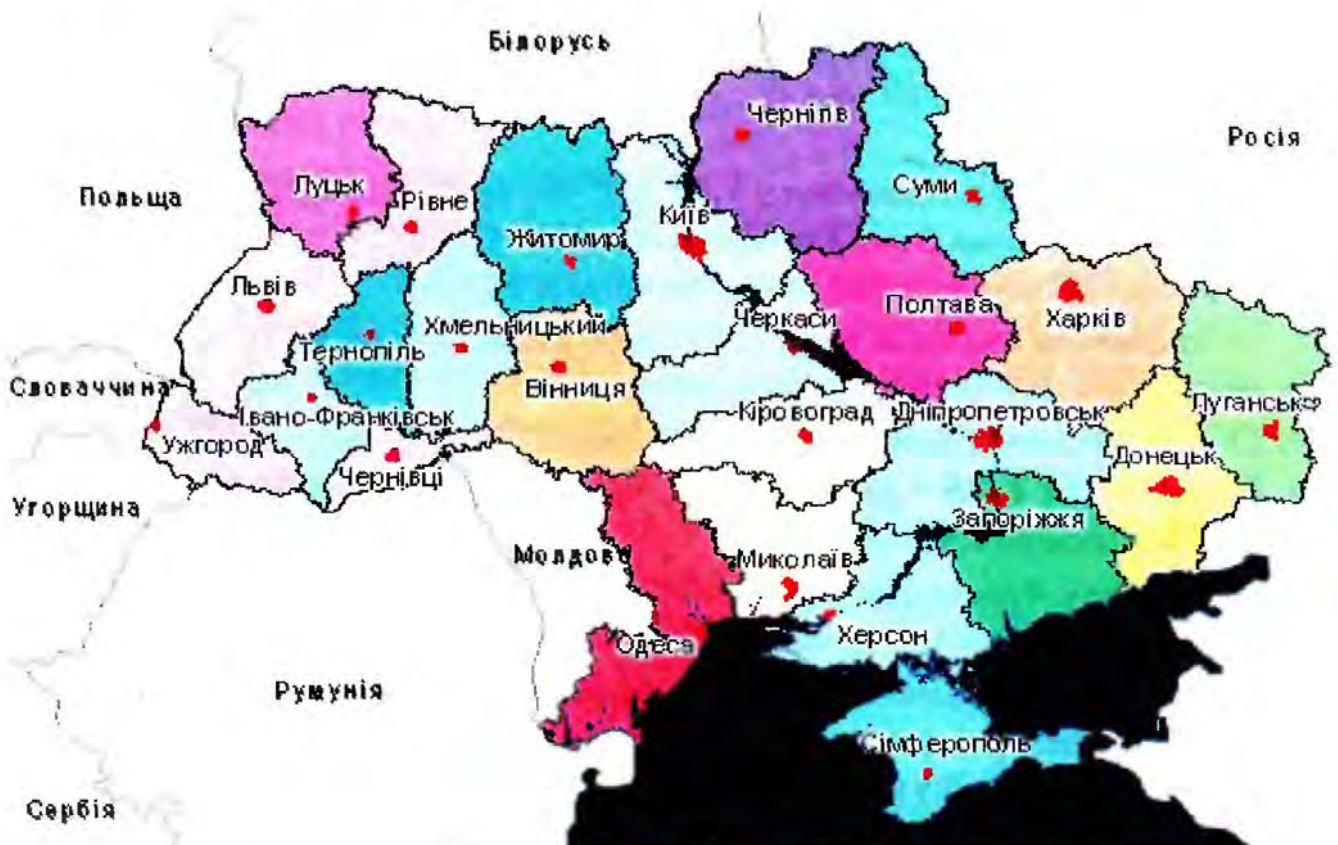 Білорусь
Росія
Польща
Словаччина
Угорщина
Молдова
Румунія
Сербія
Чернігів
Суми
Луцьк
Рівне
Житомир
Київ
Львів
Хмельницький
Тернопіль
Черкаси
Полтава
Харків
Вінниця
Івано-Франківськ
Ужгород
Чернівці
Кіровоград
Дніпропетровськ
Луганськ
Донецьк
Запоріжжя
Миколаїв
Херсон
Одеса
Сімферополь